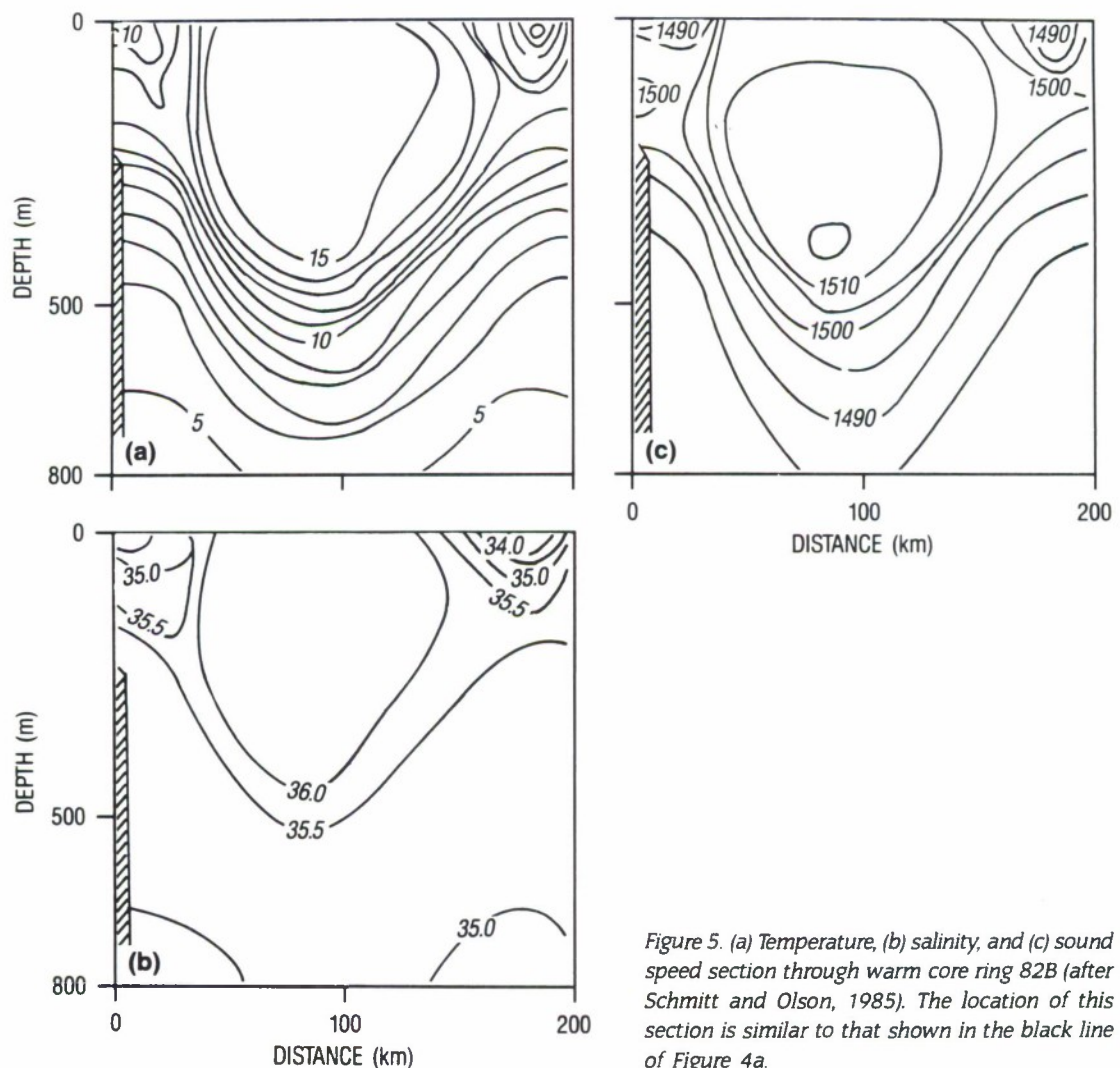 0
500
800
DEPTH (m)
10
15
10
5
5
(a)
1490
1500
1490
1500
1510
1500
1490
(c)
0
100
200
DISTANCE (km)
0
500
800
DEPTH (m)
35.0
35.5
34.0
35.0
35.5
36.0
35.5
35.0
(b)
0
100
200
DISTANCE (km)
Figure 5. (a) Temperature, (b) salinity, and (c) sound
speed section through warm core ring 82B (after
Schmitt and Olson, 1985). The location of this
section is similar to that shown in the black line
of Figure 4a.